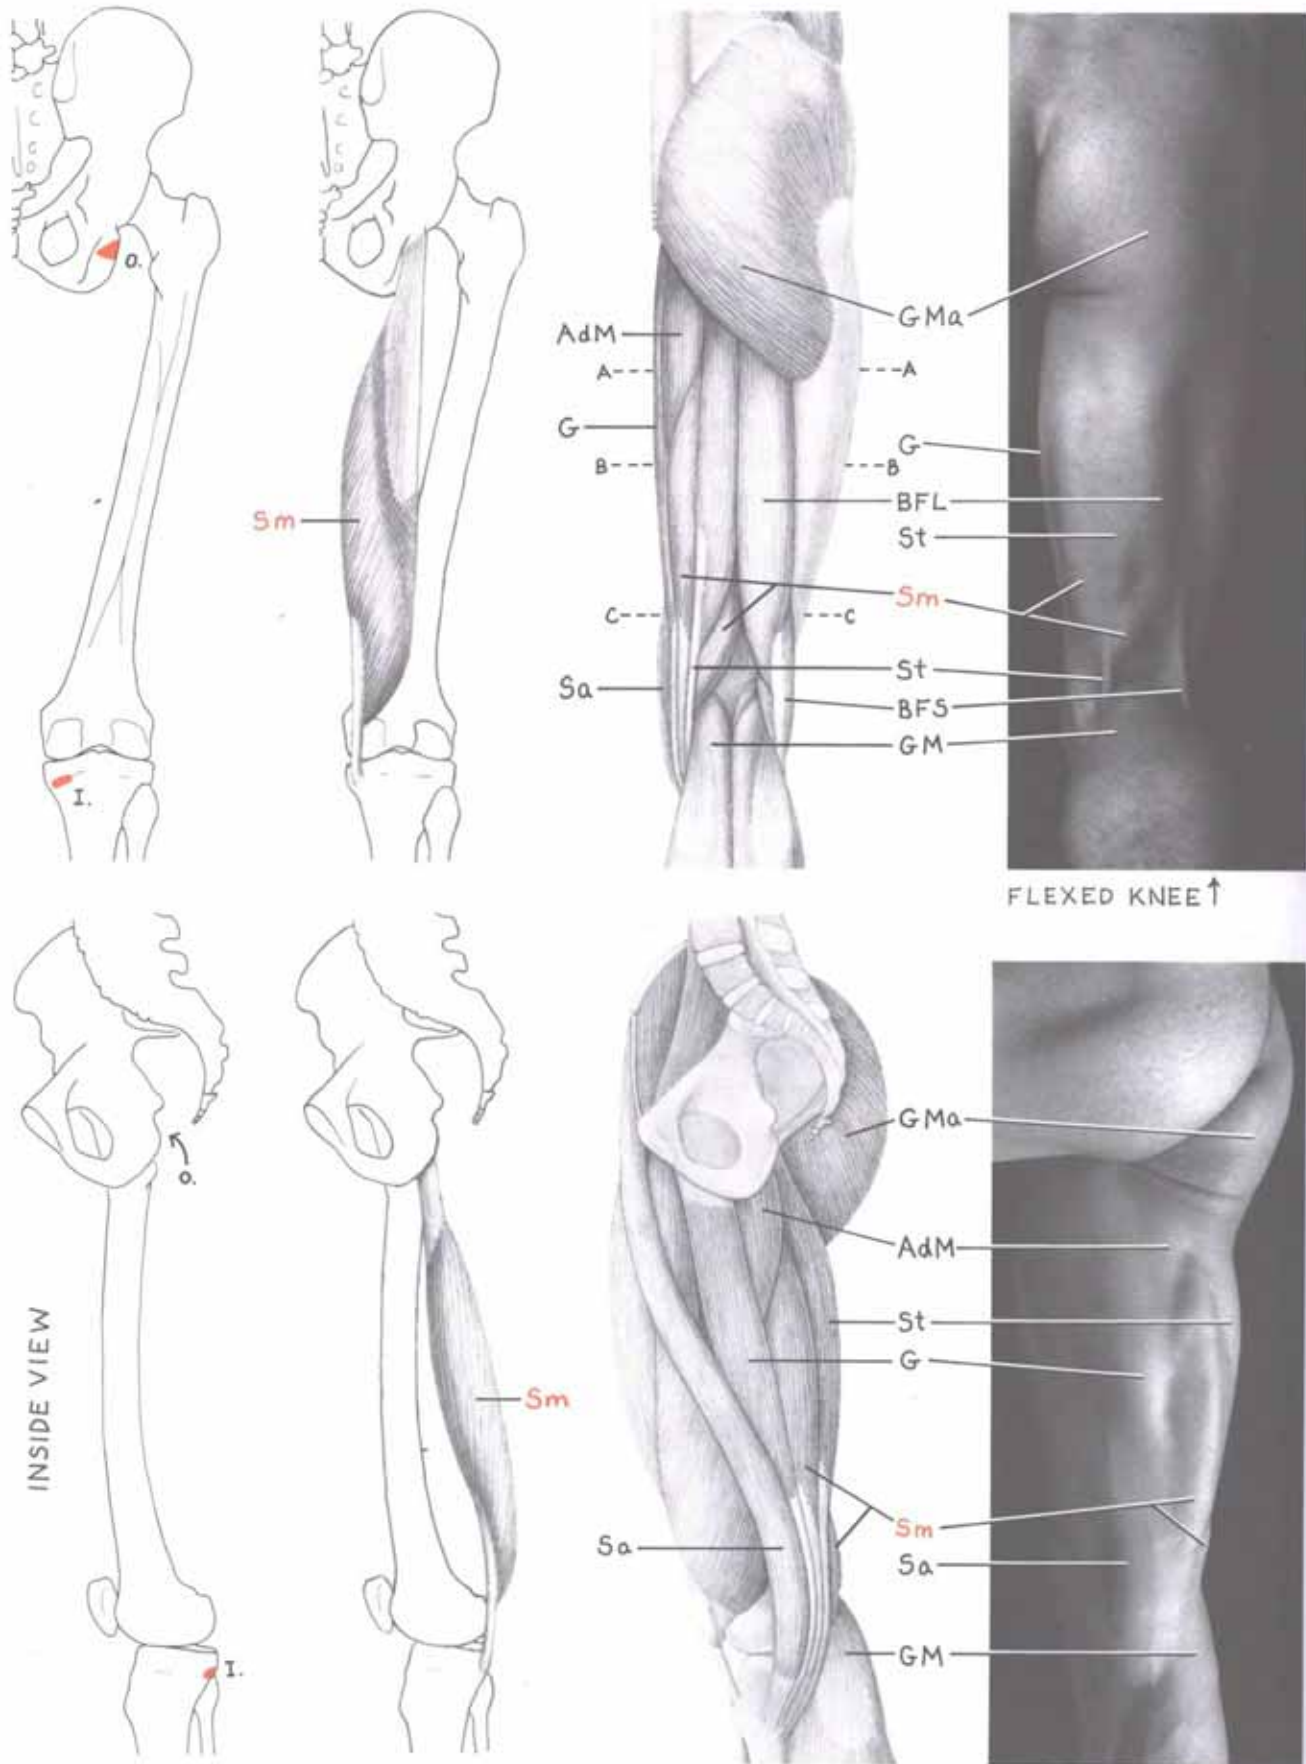 O.
I.
Sm
AdM
A
A
G
B
B
C
C
Sa
GMa
G
BFL
St
Sm
St
BFS
GM
FLEXED KNEE↑
INSIDE VIEW
O.
I.
Sm
Sa
GMa
AdM
St
G
Sm
Sa
GM